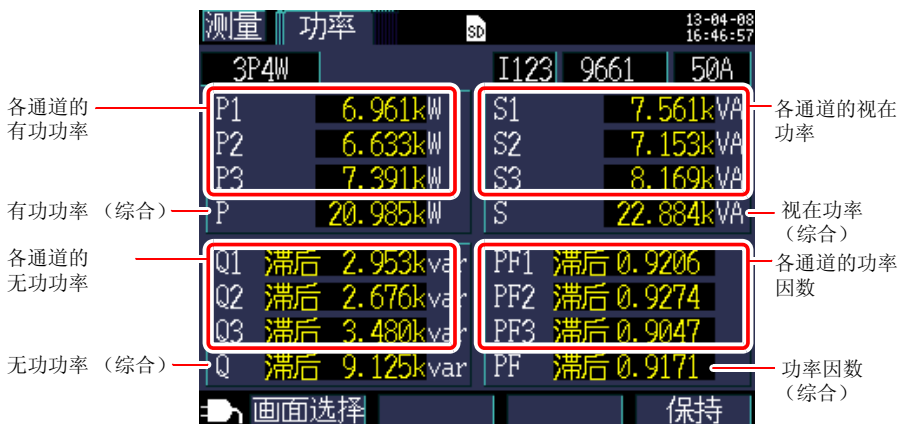 测量 功率 SD 13-04-08
16:46:57
3P4W I123 9661 50A
各通道的
有功功率
P1 6.961kW S1 7.561kVA
P2 6.633kW S2 7.153kVA
P3 7.391kW S3 8.169kVA
各通道的视在
功率
有功功率 （综合） P 20.985kW S 22.884kVA 视在功率
（综合）
各通道的
无功功率
Q1 滞后 2.953kvar PF1 滞后 0.9206
Q2 滞后 2.676kvar PF2 滞后 0.9274
Q3 滞后 3.480kvar PF3 滞后 0.9047
各通道的功率
因数
无功功率 （综合） Q 滞后 9.125kvar PF 滞后 0.9171 功率因数
（综合）
画面选择 保持